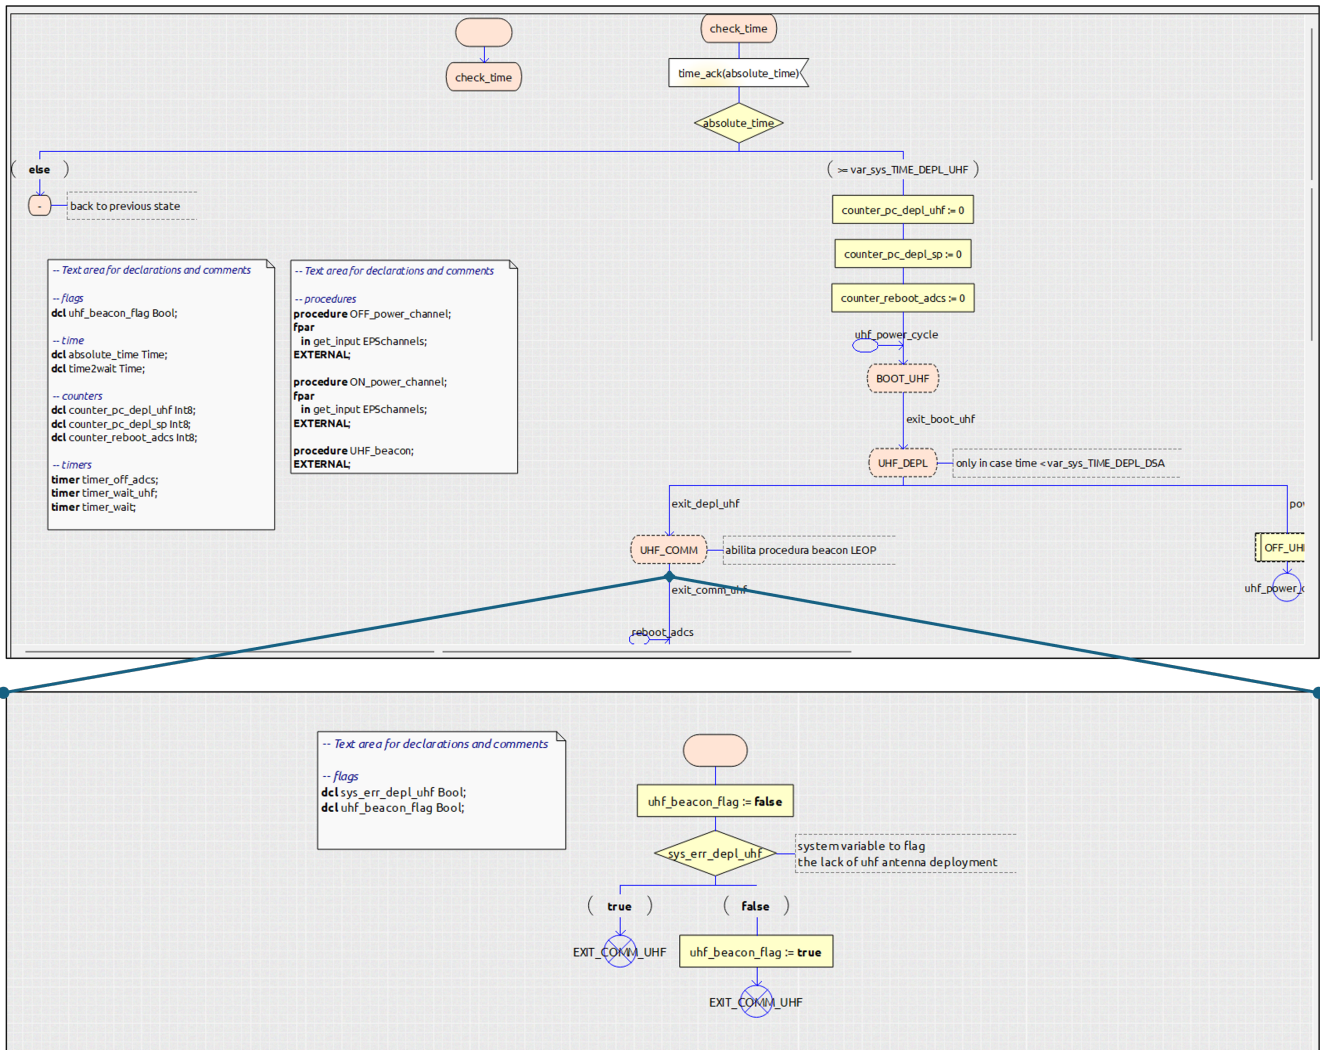 check_time
check_time
time_ack(absolute_time)
absolute_time
else
>= var_sys_TIME_DEPL_UHF
-
back to previous state
counter_pc_depl_uhf := 0
counter_pc_depl_sp := 0
counter_reboot_adcs := 0
uhf_power_cycle
BOOT_UHF
exit_boot_uhf
UHF_DEPL
only in case time < var_sys_TIME_DEPL_DSA
-- Text area for declarations and comments
-- flags
dcl uhf_beacon_flag Bool;
-- time
dcl absolute_time Time;
dcl time2wait Time;
-- counters
dcl counter_pc_depl_uhf Int8;
dcl counter_pc_depl_sp Int8;
dcl counter_reboot_adcs Int8;
-- timers
timer timer_off_adcs;
timer timer_wait_uhf;
timer timer_wait;
-- Text area for declarations and comments
-- procedures
procedure OFF_power_channel;
fpar
in get_input EPSchannels;
EXTERNAL;
procedure ON_power_channel;
fpar
in get_input EPSchannels;
EXTERNAL;
procedure UHF_beacon;
EXTERNAL;
exit_depl_uhf
UHF_COMM
abilita procedura beacon LEOP
exit_comm_uhf
reboot_adcs
-- Text area for declarations and comments
-- flags
dcl sys_err_depl_uhf Bool;
dcl uhf_beacon_flag Bool;
uhf_beacon_flag := false
sys_err_depl_uhf
system variable to flag
the lack of uhf antenna deployment
true
false
EXIT_COMM_UHF
uhf_beacon_flag := true
EXIT_COMM_UHF